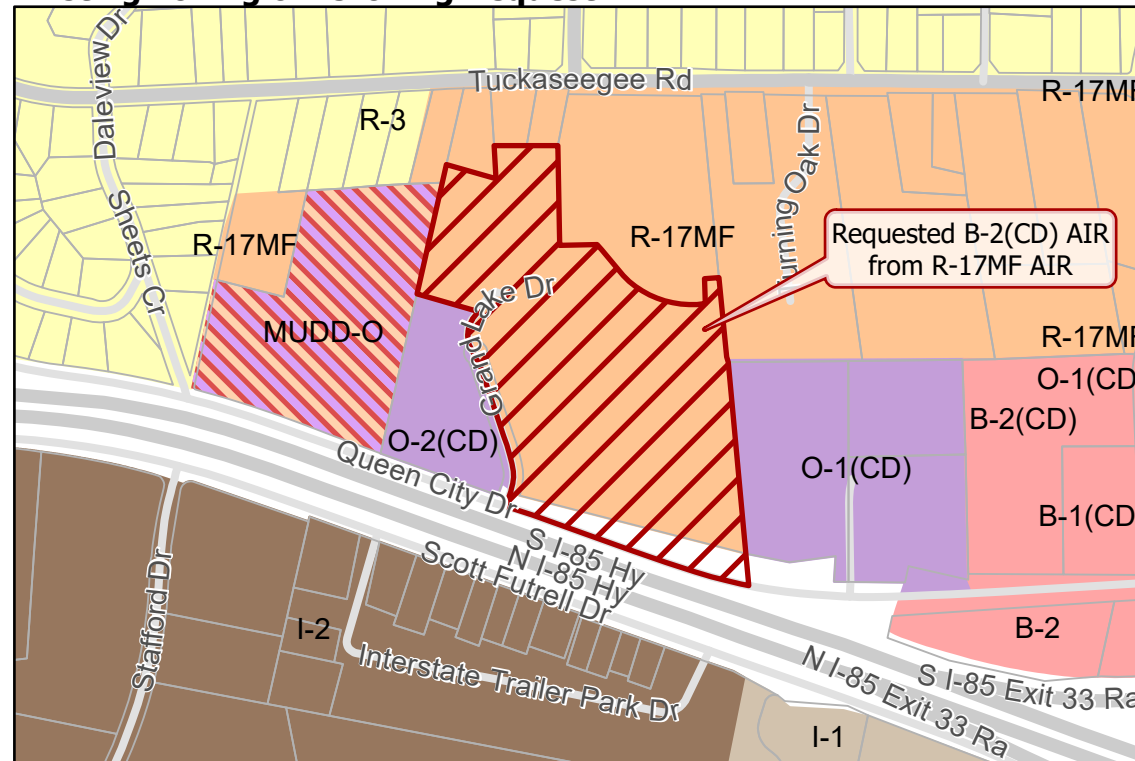 Tuckaseegee Rd
R-17MF
Daleview Dr
R-3
Oak Dr
Sheets Cr
R-17MF
R-17MF
Requested B-2(CD) AIR
from R-17MF AIR
Grand Lake Dr
MUDD-O
R-17MF
O-1(CD
B-2(CD)
O-2(CD)
O-1(CD)
Queen City Dr
B-1(CD
S I-85 Hy
N I-85 Hy
Scott Futrell Dr
Stafford Dr
I-2
B-2
Interstate Trailer Park Dr
S I-85 Exit 33 Ra
N I-85 Exit 33 Ra
I-1